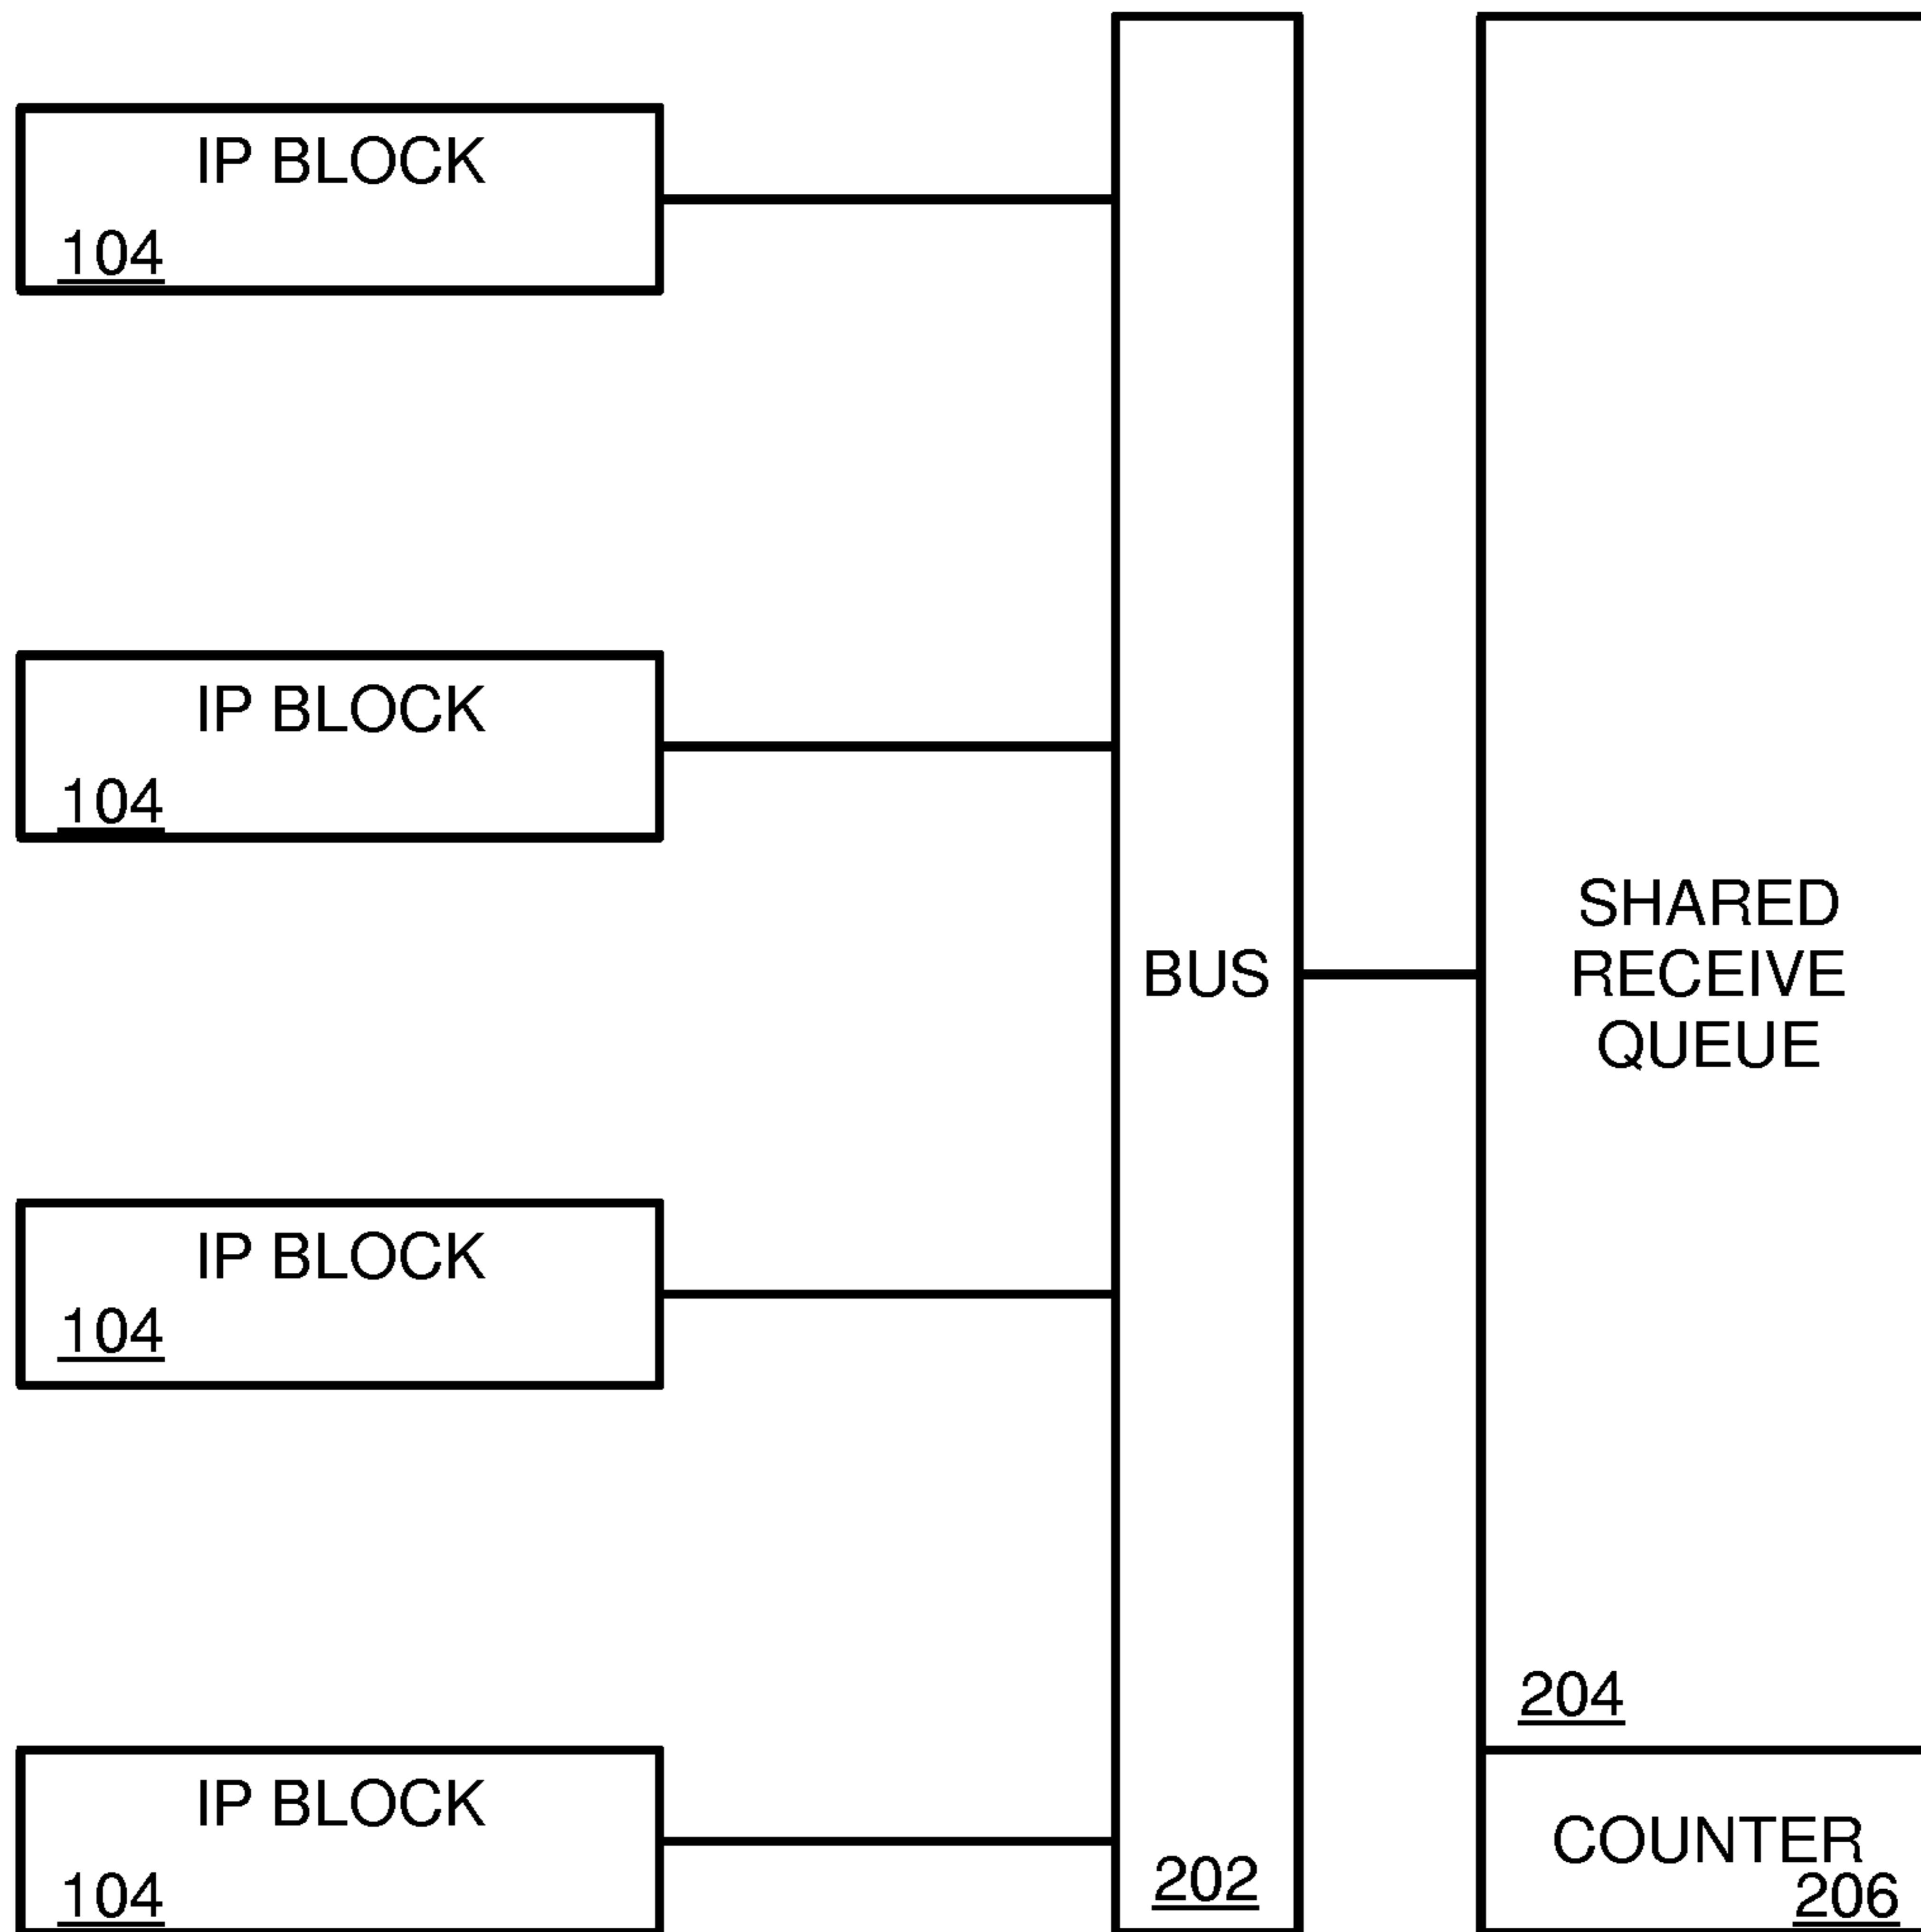 IP BLOCK
104
IP BLOCK
104
IP BLOCK
104
IP BLOCK
104
BUS
202
SHARED
RECEIVE
QUEUE
204
COUNTER
206